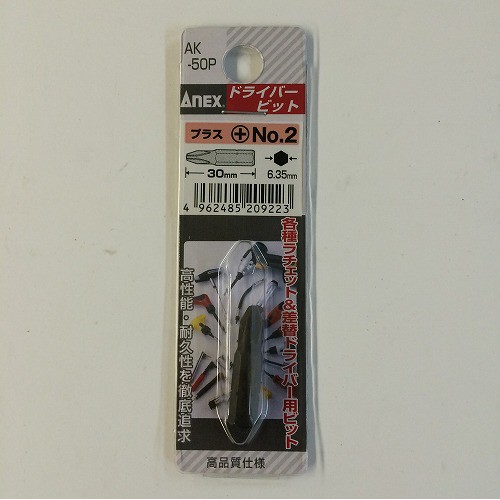 AK
-50P
ANEX ドライバー
ビット
プラス No.2
30mm 6.35mm
4 962485 209223
各種ラチェット&差替ドライバー用ビット
高性能・耐久性を徹底追求
高品質仕様